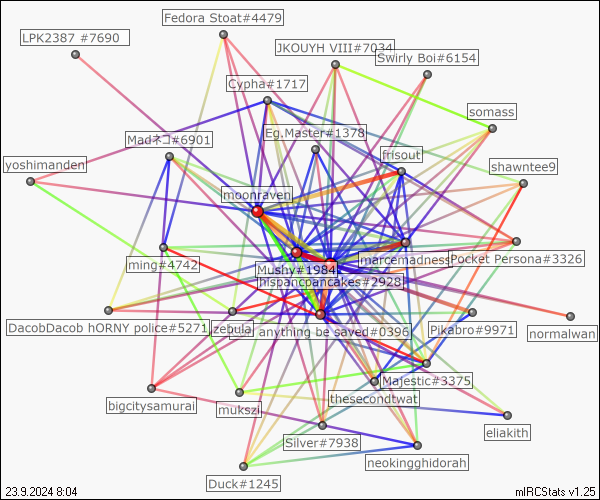 Fedora Stoat#4479
LPK2387 #7690
JKOUYH VIII#7034
Swirly Boi#6154
Cypha#1717
somass
Eg.Master#1378
Madネコ#6901
frisout
yoshimanden
shawntee9
moonraven
marcemadness
Pocket Persona#3326
ming#4742
Mushy#1984
hispancpancakes#2928
DacobDacob hORNY police#5271
zebula
anything be saved#0396
Pikabro#9971
normalwan
Majestic#3375
thesecondtwat
bigcitysamurai
mukszi
eliakith
Silver#7938
neokingghidorah
Duck#1245
23.9.2024 8:04
mIRCStats v1.25